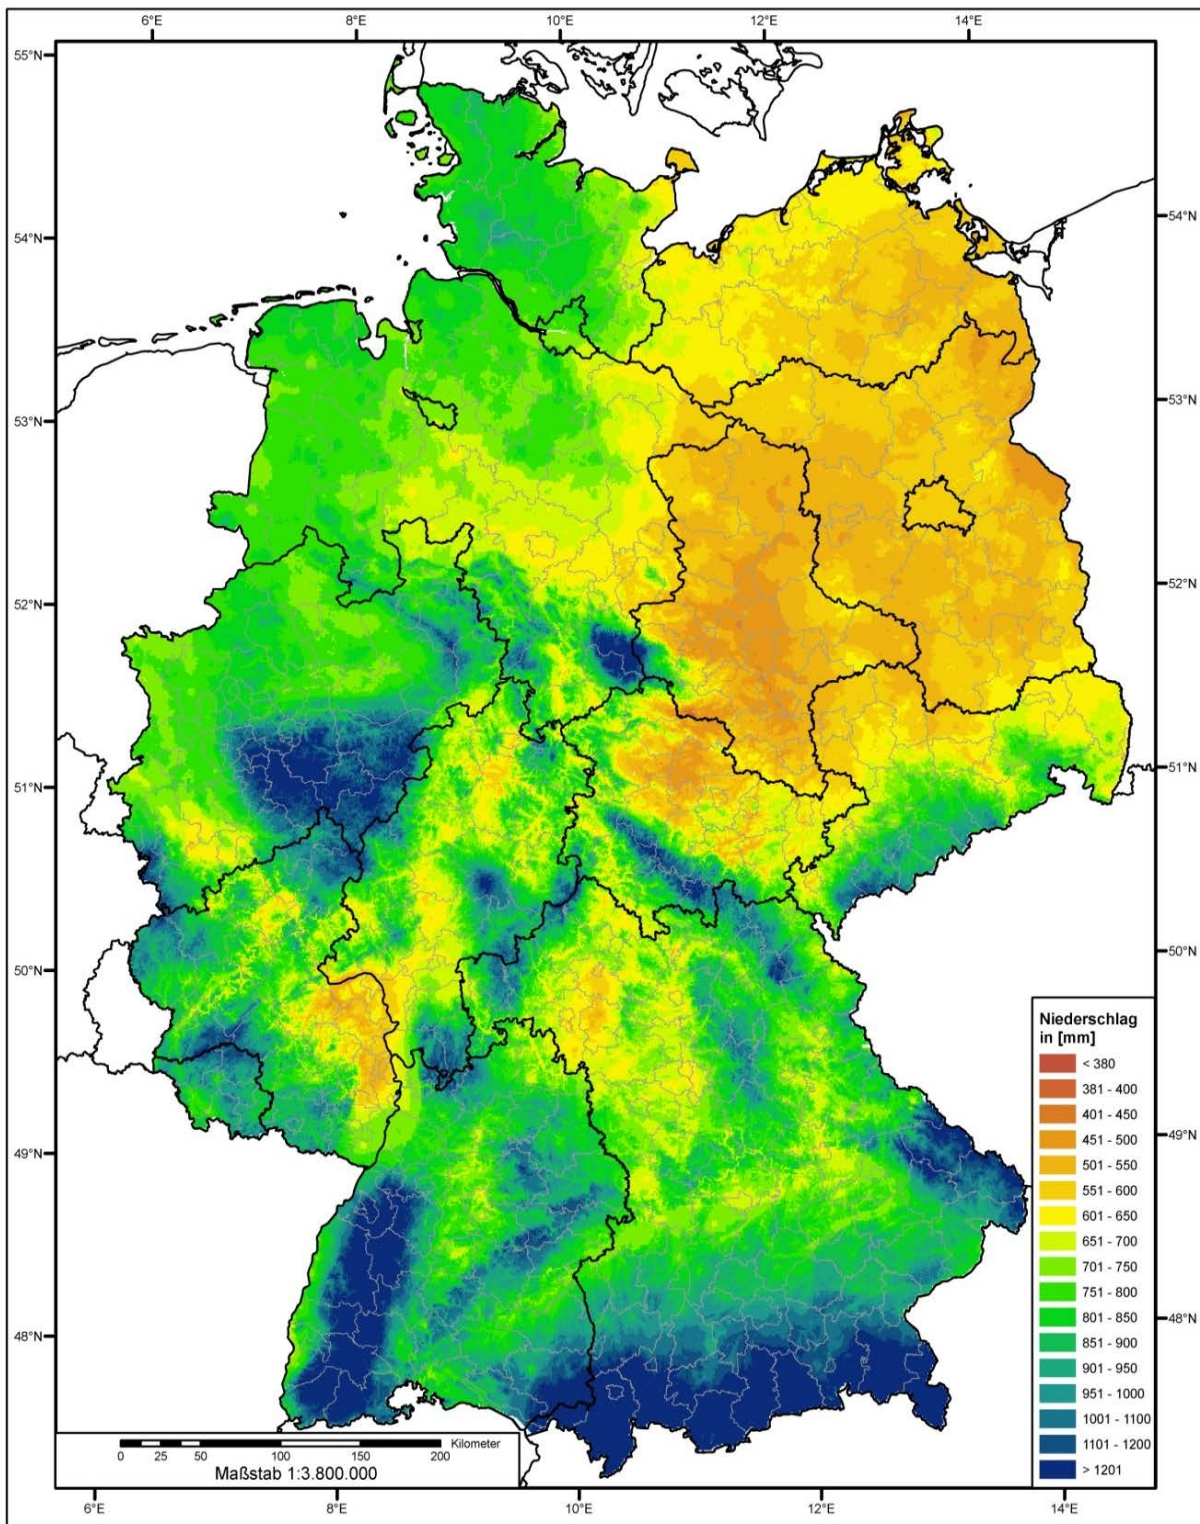 6°E 8°E 10°E 12°E 14°E
55°N
54°N 54°N
53°N 53°N
52°N 52°N
51°N 51°N
50°N 50°N
49°N 49°N
48°N 48°N
Niederschlag
in [mm]
< 380
381 - 400
401 - 450
451 - 500
501 - 550
551 - 600
601 - 650
651 - 700
701 - 750
751 - 800
801 - 850
851 - 900
901 - 950
951 - 1000
1001 - 1100
1101 - 1200
> 1201
Kilometer
0 25 50 100 150 200
Maßstab 1:3.800.000
6°E 8°E 10°E 12°E 14°E